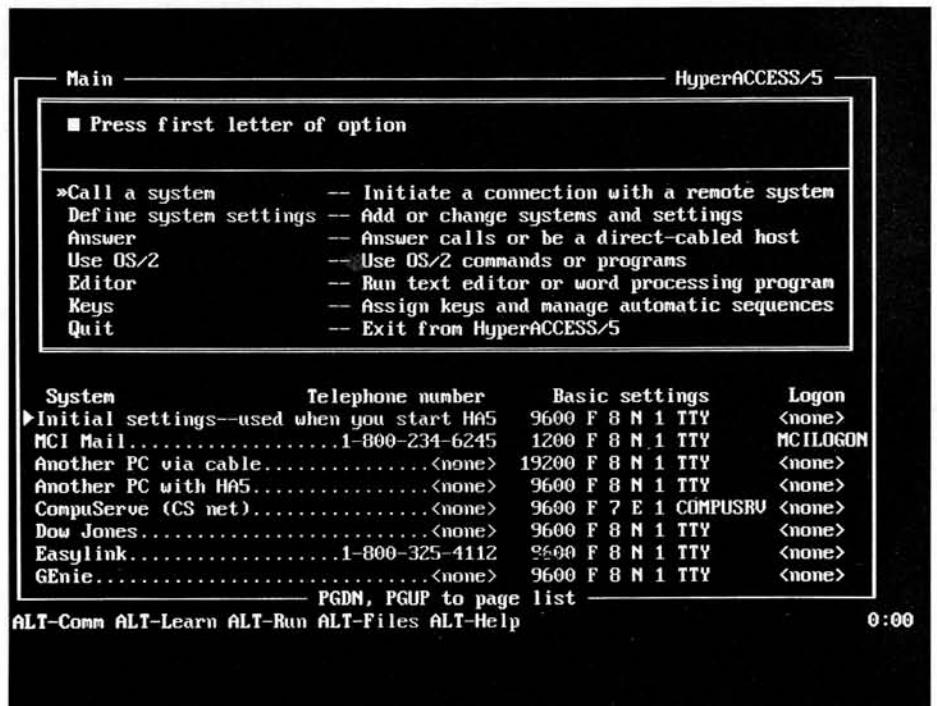 Main HyperACCESS/5
■ Press first letter of option
»Call a system -- Initiate a connection with a remote system
Define system settings -- Add or change systems and settings
Answer -- Answer calls or be a direct-cabled host
Use OS/2 -- Use OS/2 commands or programs
Editor -- Run text editor or word processing program
Keys -- Assign keys and manage automatic sequences
Quit -- Exit from HyperACCESS/5
System Telephone number Basic settings Logon
►Initial settings--used when you start HA5 9600 F 8 N 1 TTY <none>
MCI Mail....................1-800-234-6245 1200 F 8 N 1 TTY MCILOGON
Another PC via cable................<none> 19200 F 8 N 1 TTY <none>
Another PC with HA5.................<none> 9600 F 8 N 1 TTY <none>
CompuServe (CS net).................<none> 9600 F 7 E 1 COMPUSRV <none>
Dow Jones...........................<none> 9600 F 8 N 1 TTY <none>
Easylink....................1-800-325-4112 9600 F 8 N 1 TTY <none>
GEnie...............................<none> 9600 F 8 N 1 TTY <none>
PGDN, PGUP to page list
ALT-Comm ALT-Learn ALT-Run ALT-Files ALT-Help 0:00